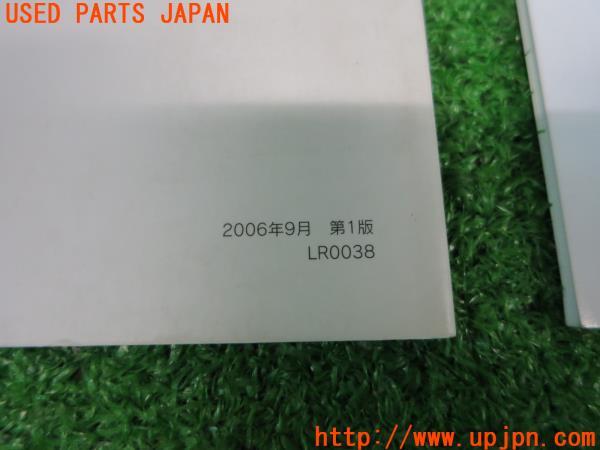 USED PARTS JAPAN
2006年9月 第1版
LR0038
http://www.upjpn.com